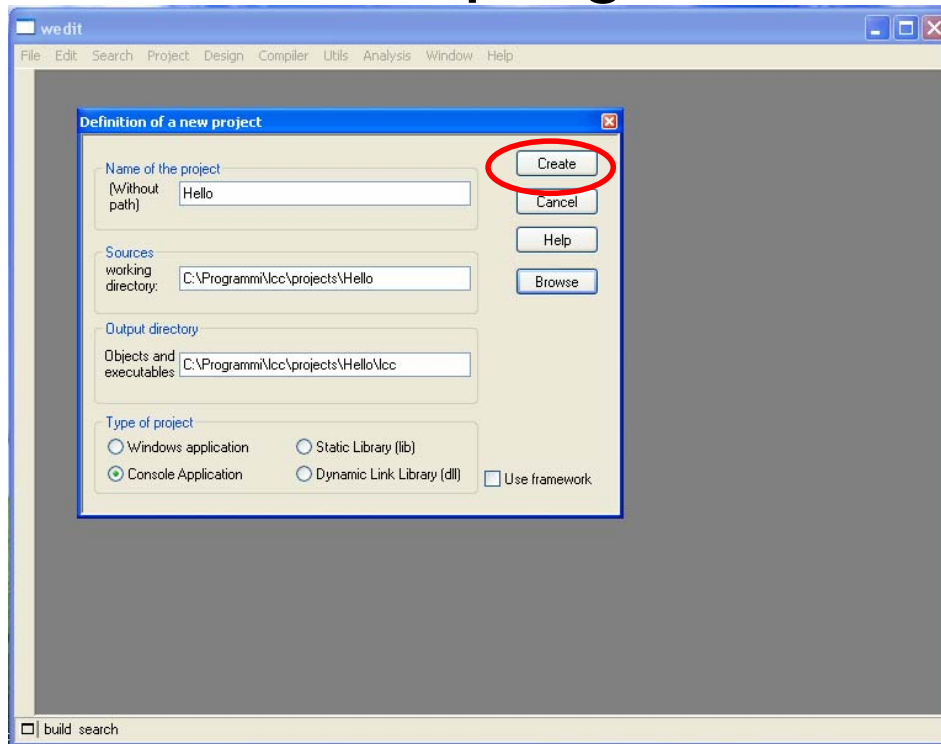 wedit
File Edit Search Project Design Compiler Utils Analysis Window Help
Definition of a new project
Name of the project
(Without path)
Hello
Create
Cancel
Help
Browse
Sources
working directory:
C:\Programmi\lcc\projects\Hello
Output directory
Objects and executables
C:\Programmi\lcc\projects\Hello\lcc
Type of project
Windows application
Static Library (lib)
Console Application
Dynamic Link Library (dll)
Use framework
build search